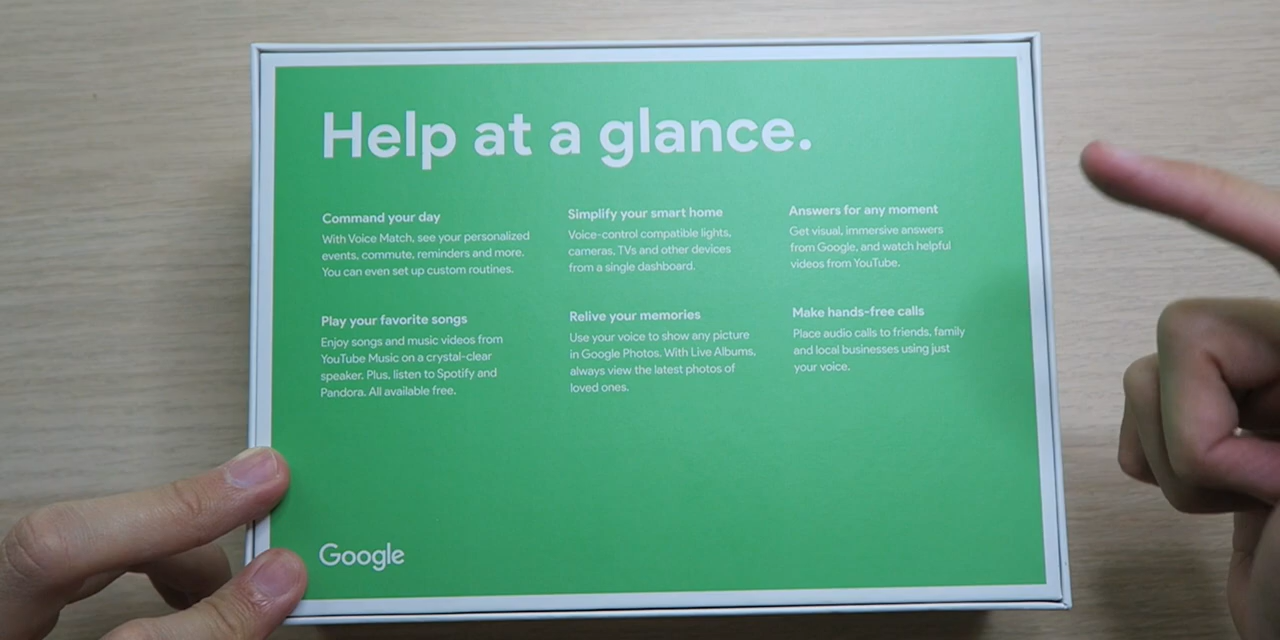 Help at a glance.
Command your day
With Voice Match, see your personalized
events, commute, reminders and more.
You can even set up custom routines.
Simplify your smart home
Voice-control compatible lights,
cameras, TVs and other devices
from a single dashboard.
Answers for any moment
Get visual, immersive answers
from Google, and watch helpful
videos from YouTube.
Play your favorite songs
Enjoy songs and music videos from
YouTube Music on a crystal-clear
speaker. Plus, listen to Spotify and
Pandora. All available free.
Relive your memories
Use your voice to show any picture
in Google Photos. With Live Albums,
always view the latest photos of
loved ones.
Make hands-free calls
Place audio calls to friends, family
and local businesses using just
your voice.
Google